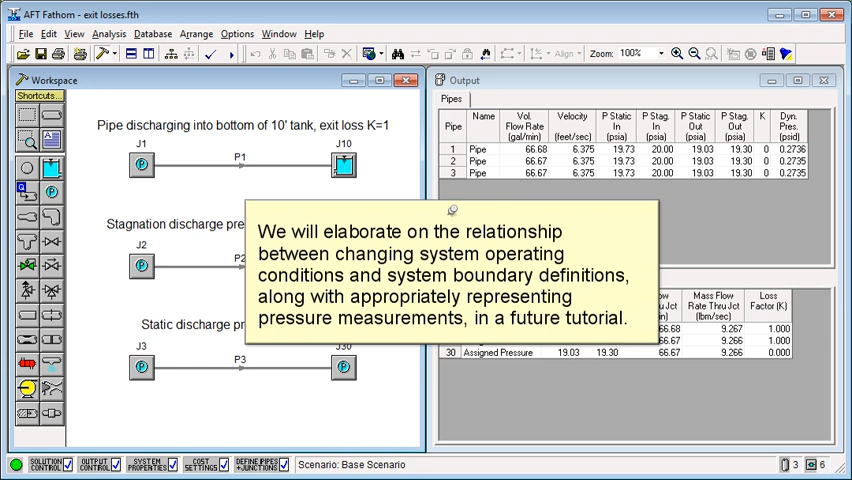 AFT Fathom - exit losses.fth
File Edit View Analysis Database Arrange Options Window Help
Align
Zoom: 100%
Workspace
Shortcuts...
Pipe discharging into bottom of 10' tank, exit loss K=1
J1 J10
P1
Stagnation discharge pre
J2
P2
Static discharge pr
J3 J30
P3
Output
Pipes
Pipe Name Vol. Flow Rate (gal/min) Velocity (feet/sec) P Static In (psia) P Stag. In (psia) P Static Out (psia) P Stag. Out (psia) K Dyn. Pres. (psid)
1 Pipe 66.68 6.375 19.73 20.00 19.03 19.30 0 0.2736
2 Pipe 66.67 6.375 19.73 20.00 19.03 19.30 0 0.2735
3 Pipe 66.67 6.375 19.73 20.00 19.03 19.30 0 0.2735
We will elaborate on the relationship
between changing system operating
conditions and system boundary definitions,
along with appropriately representing
pressure measurements, in a future tutorial.
Mass Flow Rate Thru Jct (lbm/sec) Loss Factor (K)
66.68 9.267 1.000
66.67 9.266 1.000
30 Assigned Pressure 19.03 19.30 66.67 9.266 0.000
SOLUTION CONTROL OUTPUT CONTROL SYSTEM PROPERTIES COST SETTINGS DEFINE PIPES +JUNCTIONS Scenario: Base Scenario 3 6